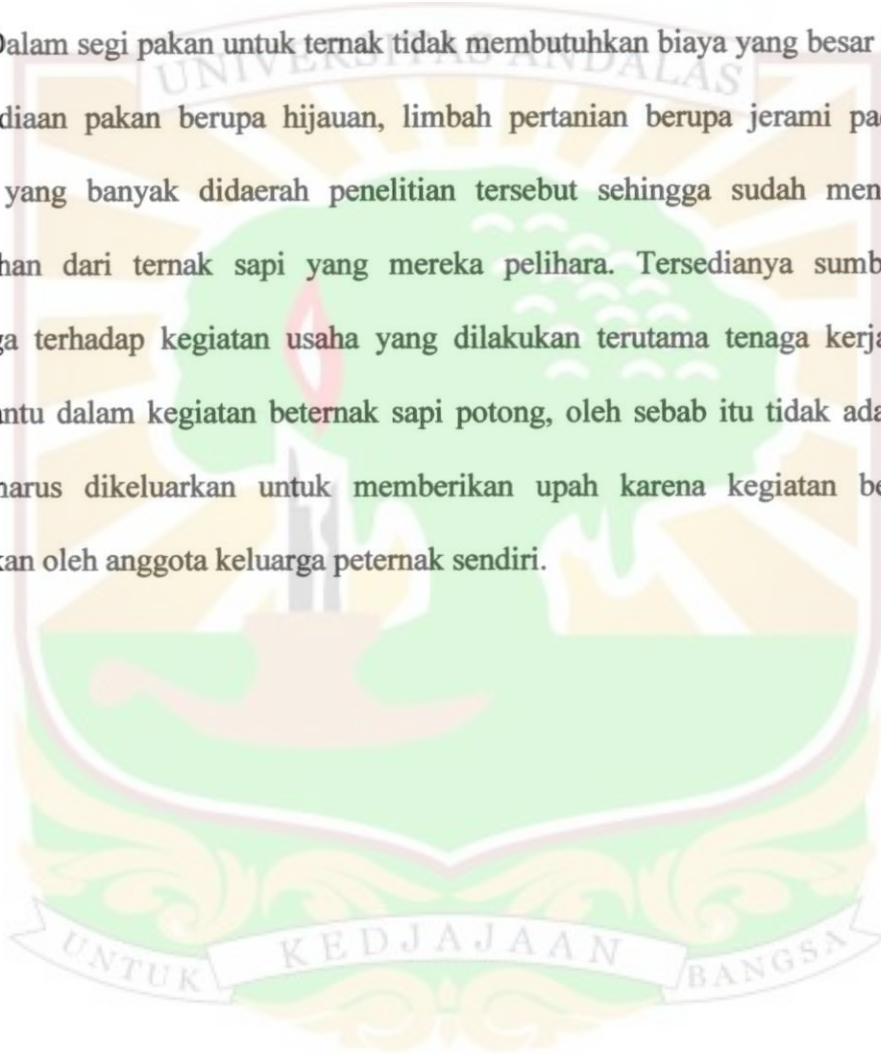 Dalam segi pakan untuk ternak tidak membutuhkan biaya yang besar
UNIVERSITAS ANDALAS
diaan pakan berupa hijauan, limbah pertanian berupa jerami pa
yang banyak didaerah penelitian tersebut sehingga sudah men
han dari ternak sapi yang mereka pelihara. Tersedianya sumb
ga terhadap kegiatan usaha yang dilakukan terutama tenaga kerja
ntu dalam kegiatan beternak sapi potong, oleh sebab itu tidak ada
harus dikeluarkan untuk memberikan upah karena kegiatan be
kan oleh anggota keluarga peternak sendiri.
UNTUK KEDJAJAAN BANGSA